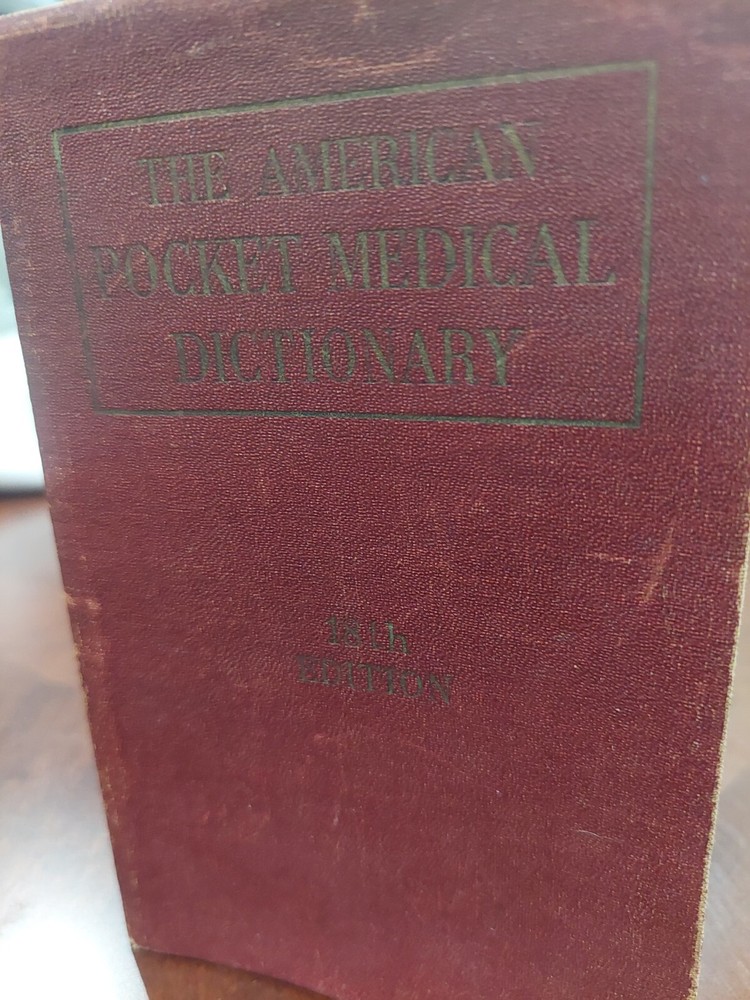 THE AMERICAN
POCKET MEDICAL
DICTIONARY
18th
EDITION